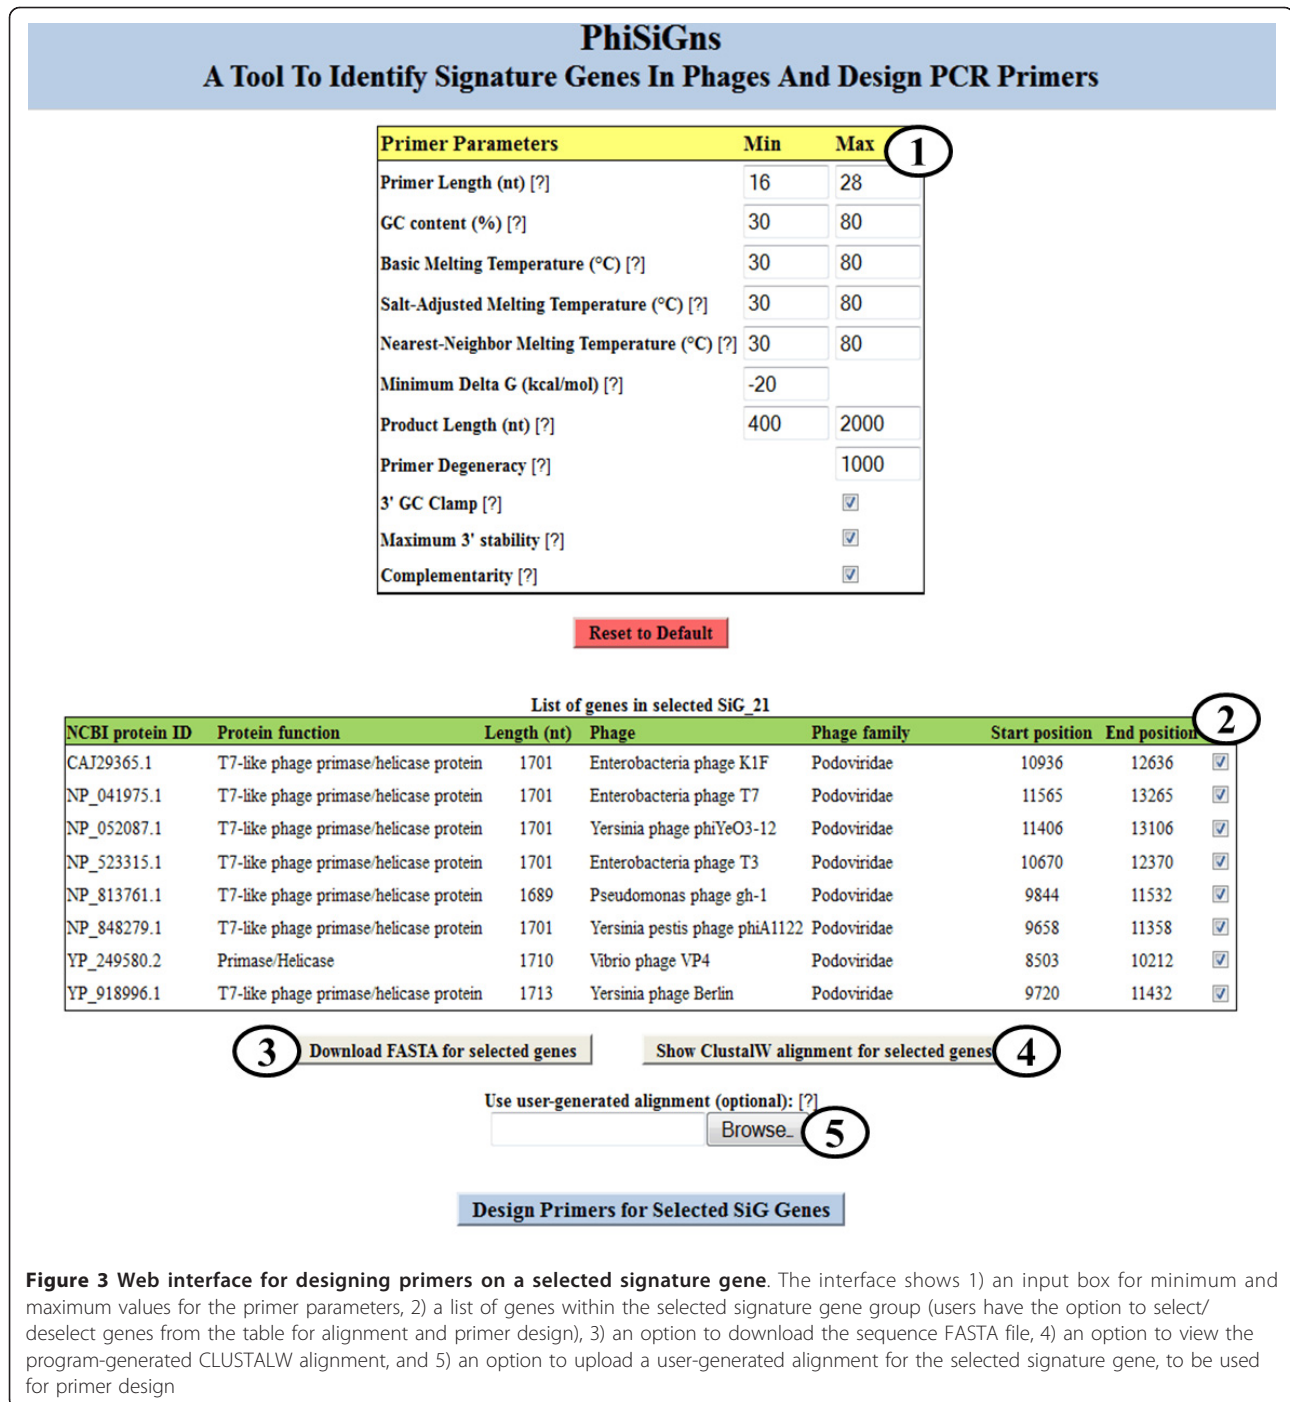 PhiSiGns
A Tool To Identify Signature Genes In Phages And Design PCR Primers
Primer Parameters Min Max 1
Primer Length (nt) [?] 16 28
GC content (%) [?] 30 80
Basic Melting Temperature (°C) [?] 30 80
Salt-Adjusted Melting Temperature (°C) [?] 30 80
Nearest-Neighbor Melting Temperature (°C) [?] 30 80
Minimum Delta G (kcal/mol) [?] -20
Product Length (nt) [?] 400 2000
Primer Degeneracy [?] 1000
3' GC Clamp [?]
Maximum 3' stability [?]
Complementarity [?]
Reset to Default
List of genes in selected SiG_21
NCBI protein ID Protein function Length (nt) Phage Phage family Start position End position 2
CAJ29365.1 T7-like phage primase/helicase protein 1701 Enterobacteria phage K1F Podoviridae 10936 12636
NP_041975.1 T7-like phage primase/helicase protein 1701 Enterobacteria phage T7 Podoviridae 11565 13265
NP_052087.1 T7-like phage primase/helicase protein 1701 Yersinia phage phiYeO3-12 Podoviridae 11406 13106
NP_523315.1 T7-like phage primase/helicase protein 1701 Enterobacteria phage T3 Podoviridae 10670 12370
NP_813761.1 T7-like phage primase/helicase protein 1689 Pseudomonas phage gh-1 Podoviridae 9844 11532
NP_848279.1 T7-like phage primase/helicase protein 1701 Yersinia pestis phage phiA1122 Podoviridae 9658 11358
YP_249580.2 Primase/Helicase 1710 Vibrio phage VP4 Podoviridae 8503 10212
YP_918996.1 T7-like phage primase/helicase protein 1713 Yersinia phage Berlin Podoviridae 9720 11432
3 Download FASTA for selected genes Show ClustalW alignment for selected genes 4
Use user-generated alignment (optional): [?]
Browse.. 5
Design Primers for Selected SiG Genes
Figure 3 Web interface for designing primers on a selected signature gene. The interface shows 1) an input box for minimum and
maximum values for the primer parameters, 2) a list of genes within the selected signature gene group (users have the option to select/
deselect genes from the table for alignment and primer design), 3) an option to download the sequence FASTA file, 4) an option to view the
program-generated CLUSTALW alignment, and 5) an option to upload a user-generated alignment for the selected signature gene, to be used
for primer design